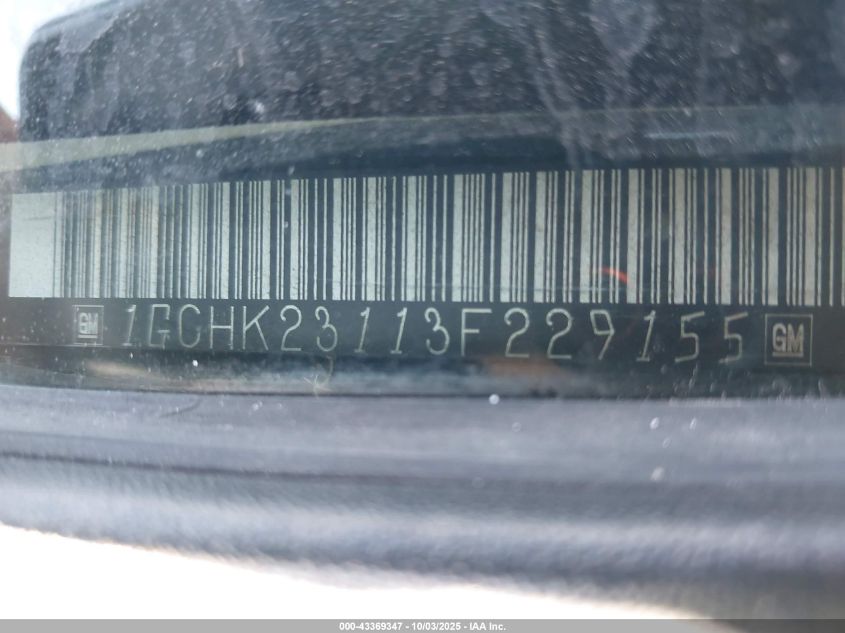 GM 1GCHK23113F229155 GM
000-43369347 - 10/03/2025 - IAA Inc.